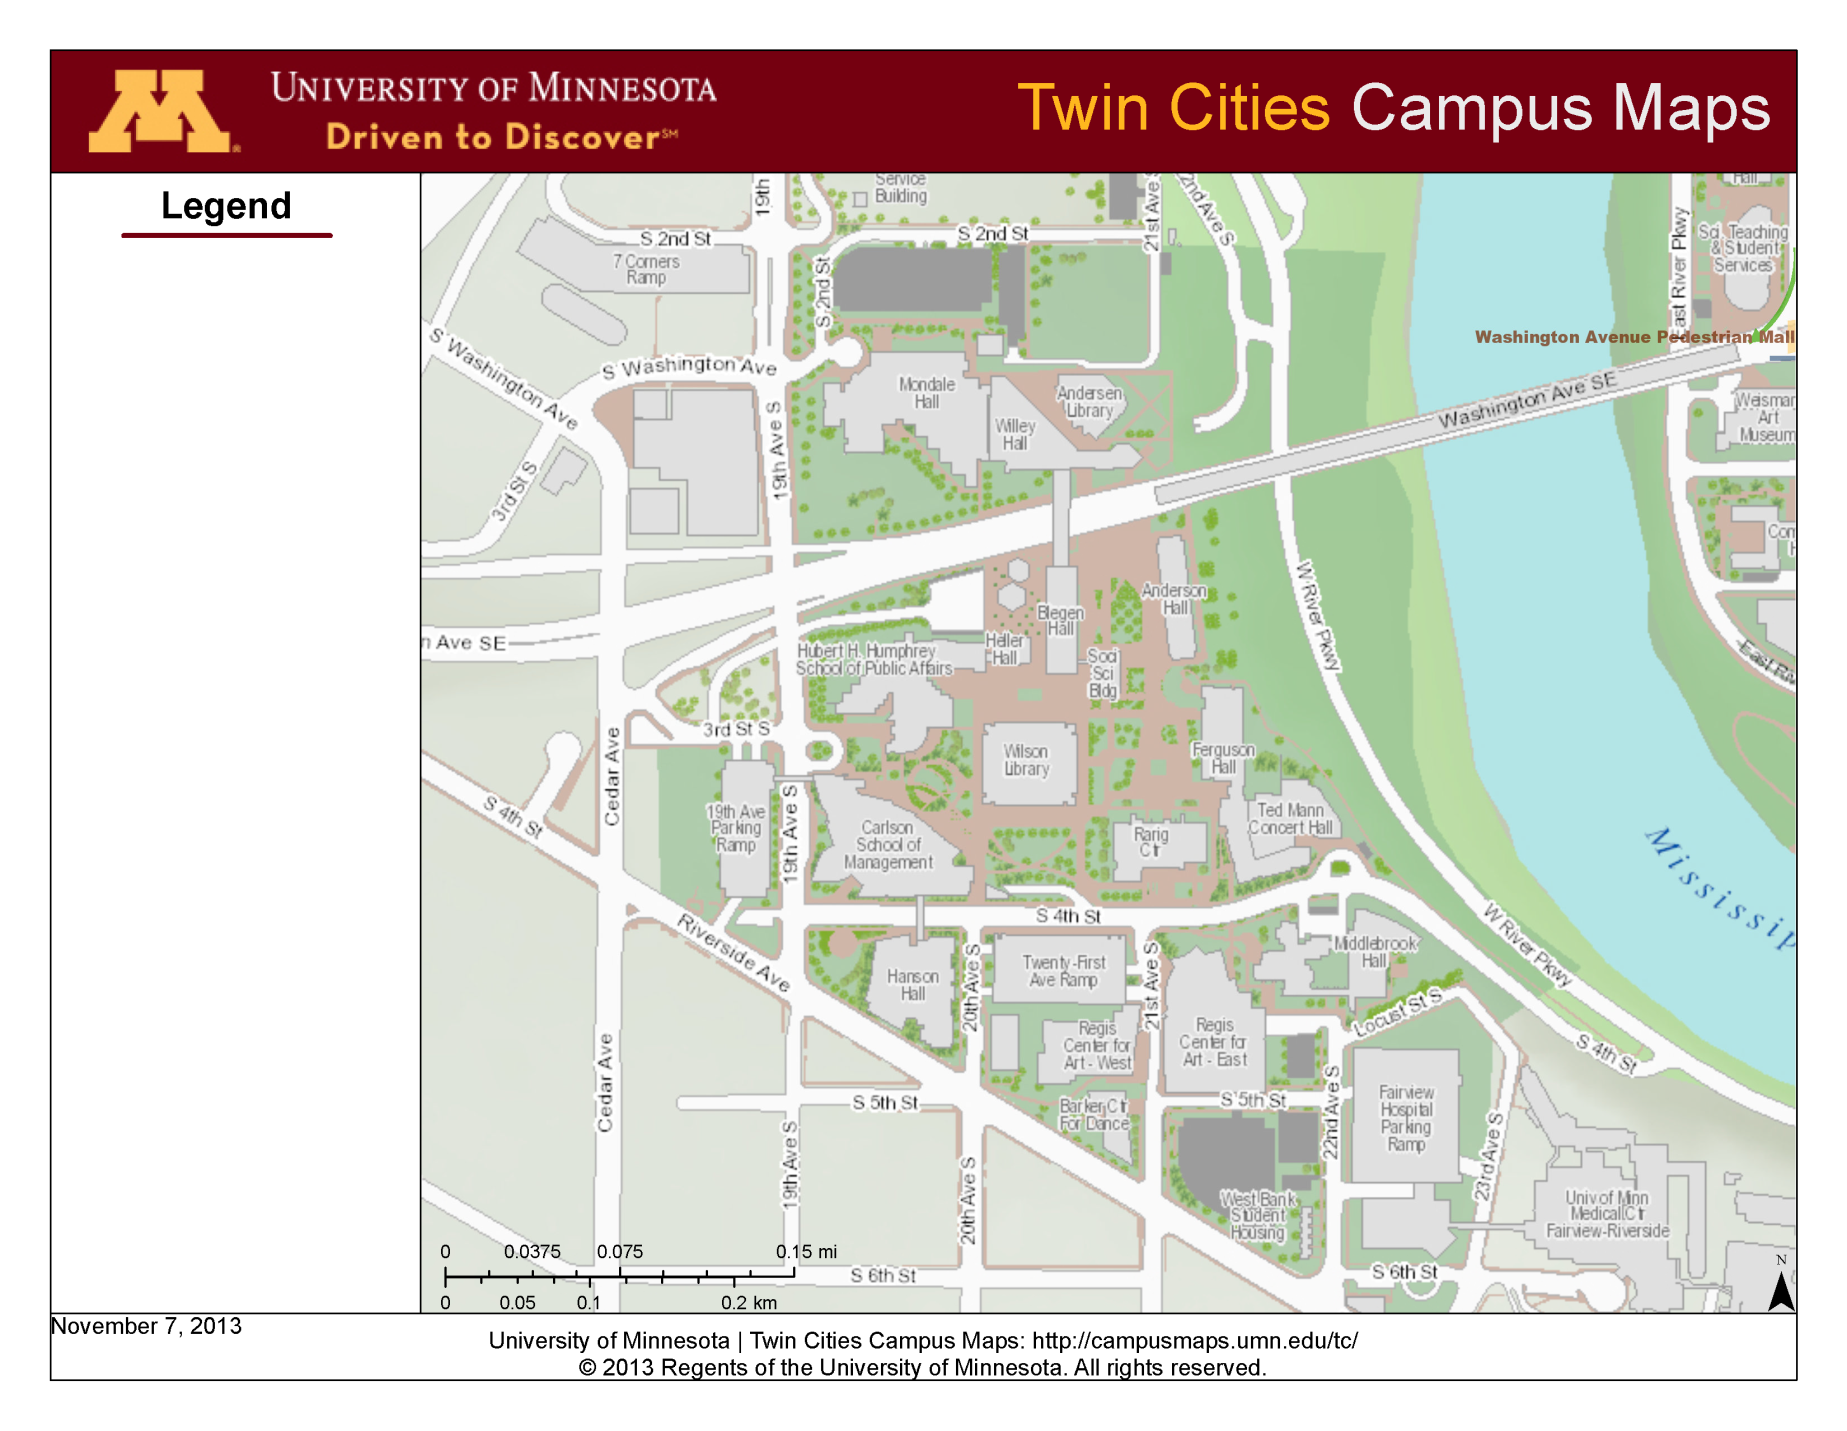 UNIVERSITY OF MINNESOTA
Driven to Discover℠
Twin Cities Campus Maps
Legend
Service
Building
19th
21st Ave S
2nd Ave S
S 2nd St
S 2nd St
7 Corners
Ramp
S 2nd St
East River Pkwy
Hall
Sci. Teaching
& Student
Services
Washington Avenue Pedestrian Mall
S Washington Ave
S Washington Ave
Mondale
Hall
Willey
Hall
Andersen
Library
Washington Ave SE
Weisman
Art
Museum
19th Ave S
3rd St S
Com
H
W River Pkwy
Anderson
Hall
Blegen
Hall
Heller
Hall
n Ave SE
Hubert H. Humphrey
School of Public Affairs
Soci
Sci
Bldg
East Riv
3rd St S
Wilson
Library
Ferguson
Hall
Cedar Ave
S 4th St
19th Ave
Parking
Ramp
19th Ave S
Carlson
School of
Management
Rarig
Ctr
Ted Mann
Concert Hall
Mississip
S 4th St
Riverside Ave
W River Pkwy
Middlebrook
Hall
Hanson
Hall
20th Ave S
Twenty-First
Ave Ramp
21st Ave S
Locust St S
Regis
Center for
Art - West
Regis
Center for
Art - East
S 4th St
Cedar Ave
S 5th St
S 5th St
Barker Ctr
For Dance
22nd Ave S
Fairview
Hospital
Parking
Ramp
23rd Ave S
19th Ave S
20th Ave S
West Bank
Student
Housing
Univ of Minn
Medical Ctr
Fairview-Riverside
0 0.0375 0.075 0.15 mi
0 0.05 0.1 0.2 km
S 6th St
S 6th St
N
November 7, 2013
University of Minnesota | Twin Cities Campus Maps: http://campusmaps.umn.edu/tc/
© 2013 Regents of the University of Minnesota. All rights reserved.